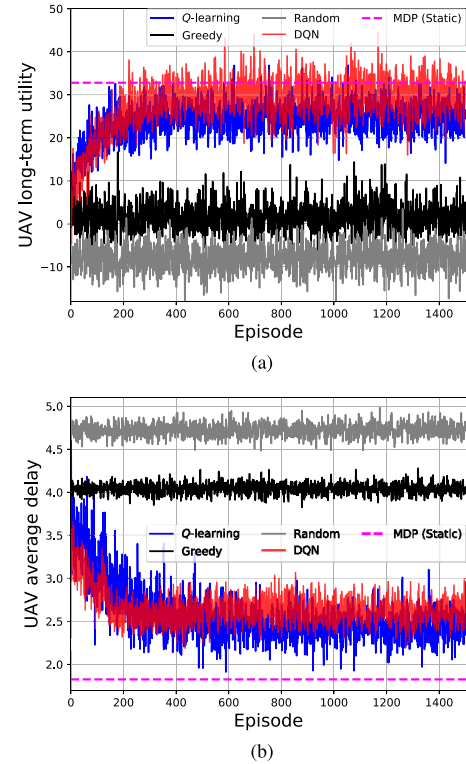 50
40
30
20
10
0
−10
UAV long-term utility
Q-learning Random MDP (Static)
Greedy DQN
0 200 400 600 800 1000 1200 1400
Episode
(a)
5.0
4.5
4.0
3.5
3.0
2.5
2.0
UAV average delay
Q-learning Random MDP (Static)
Greedy DQN
0 200 400 600 800 1000 1200 1400
Episode
(b)